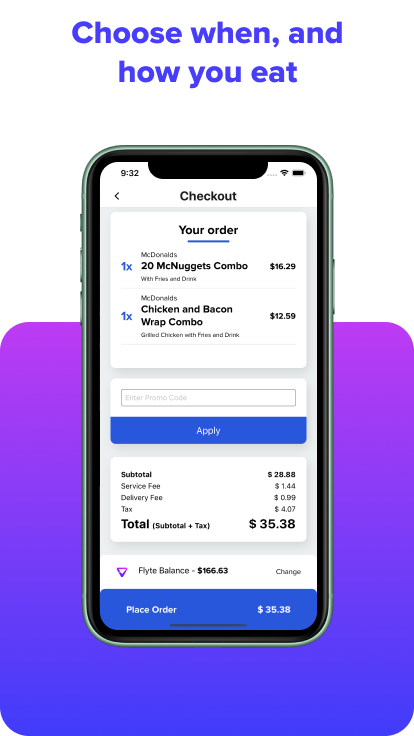 Choose when, and
how you eat
9:32
Checkout
Your order
McDonalds
1x 20 McNuggets Combo $16.29
With Fries and Drink
McDonalds
1x Chicken and Bacon
Wrap Combo $12.59
Grilled Chicken with Fries and Drink
Enter Promo Code
Apply
Subtotal $ 28.88
Service Fee $ 1.44
Delivery Fee $ 0.99
Tax $ 4.07
Total (Subtotal + Tax) $ 35.38
Flyte Balance - $166.63 Change
Place Order $ 35.38